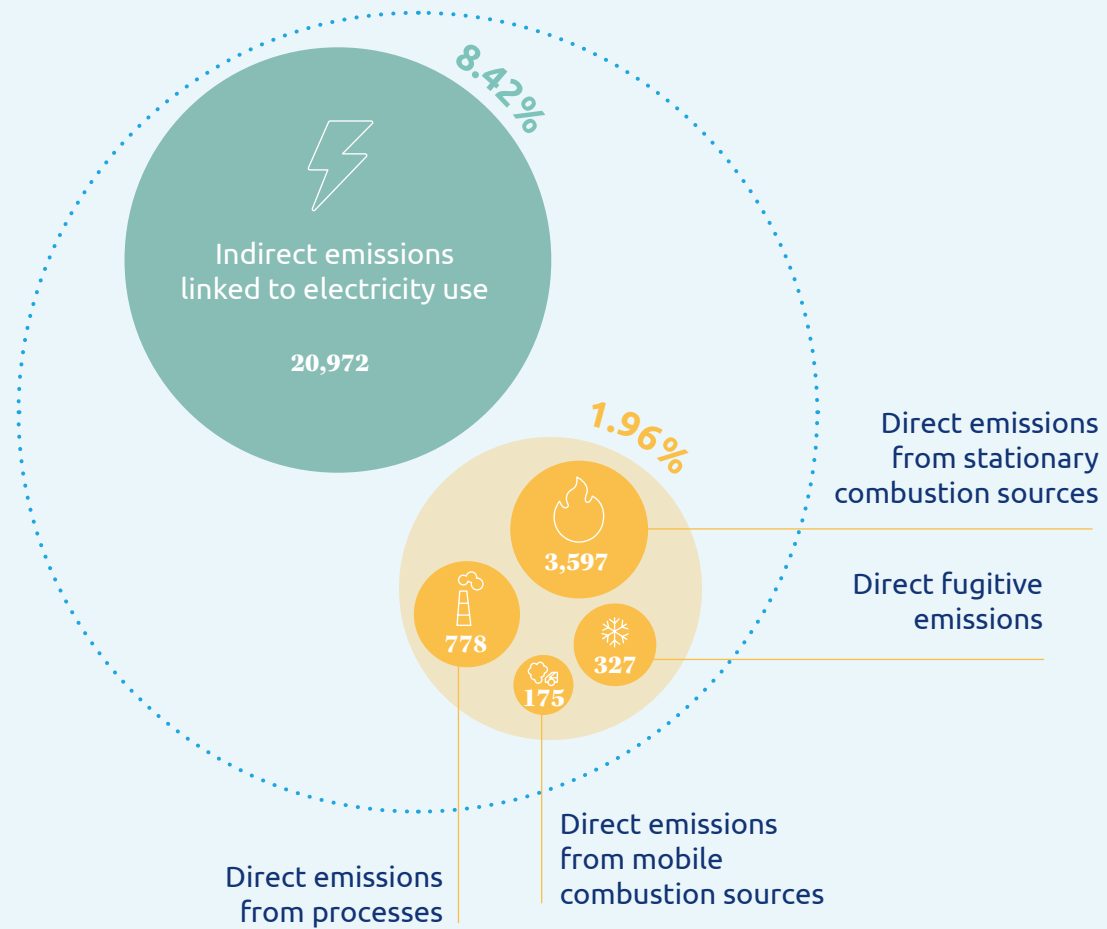 8.42%
Indirect emissions
linked to electricity use
20,972
1.96%
Direct emissions
from stationary
combustion sources
3,597
Direct fugitive
emissions
778
327
175
Direct emissions
from mobile
combustion sources
Direct emissions
from processes